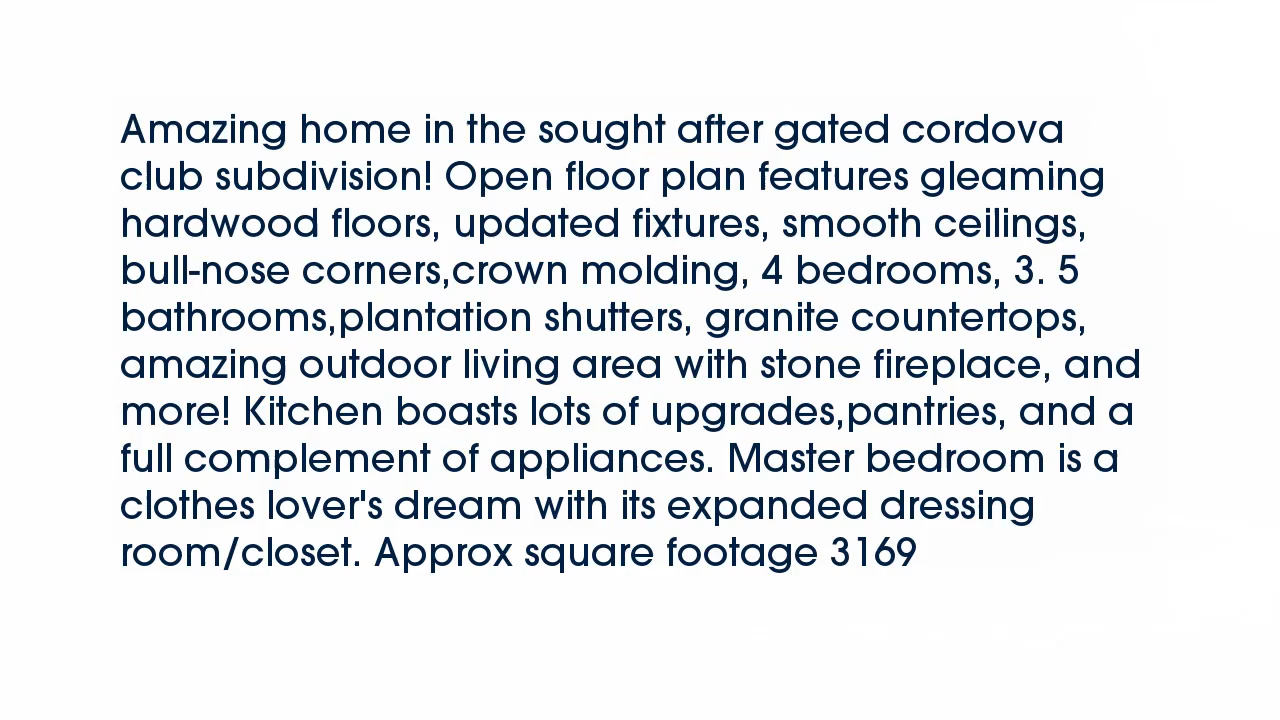 Amazing home in the sought after gated cordova
club subdivision! Open floor plan features gleaming
hardwood floors, updated fixtures, smooth ceilings,
bull-nose corners,crown molding, 4 bedrooms, 3. 5
bathrooms,plantation shutters, granite countertops,
amazing outdoor living area with stone fireplace, and
more! Kitchen boasts lots of upgrades,pantries, and a
full complement of appliances. Master bedroom is a
clothes lover's dream with its expanded dressing
room/closet. Approx square footage 3169